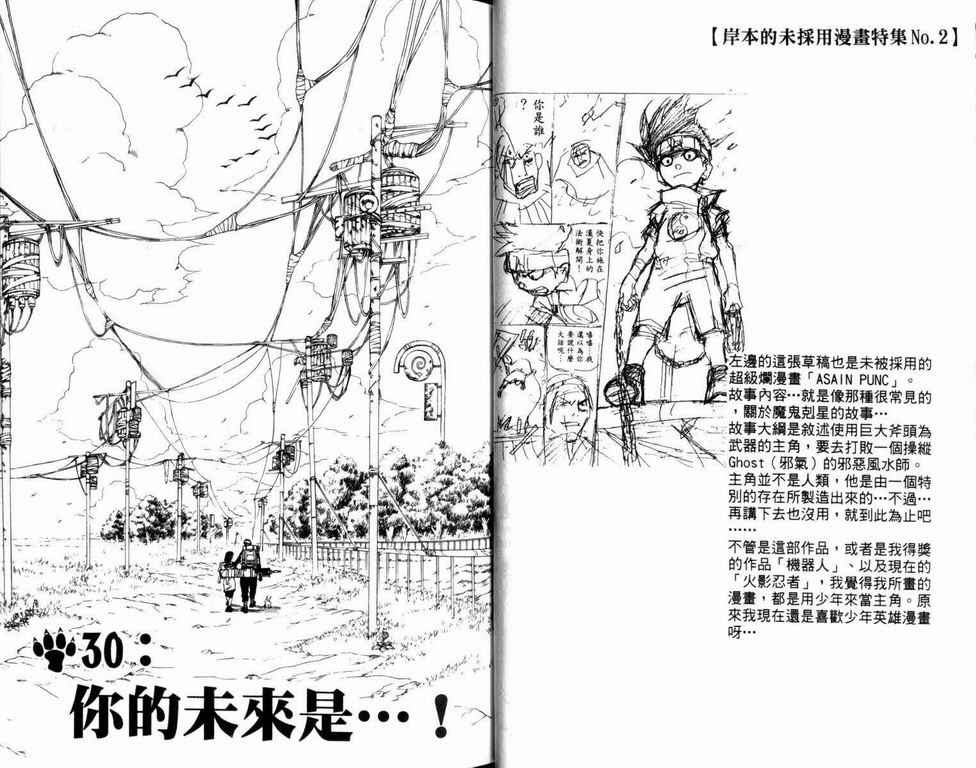 【岸本的未採用漫畫特集No.2】
你是誰
?
快把你施在
漢夏身上的
法術解開!
嘻嘻…我
還以為你
要說什麼
大話呢…
左邊的這張草稿也是未被採用的
超級爛漫畫「ASAIN PUNC」。
故事內容…就是像那種很常見的
,關於魔鬼剋星的故事…
故事大綱是敘述使用巨大斧頭為
武器的主角,要去打敗一個操縱
Ghost(邪氣)的邪惡風水師。
主角並不是人類,他是由一個特
別的存在所製造出來的…不過…
再講下去也沒用,就到此為止吧
……
不管是這部作品,或者是我得獎
的作品「機器人」、以及現在的
「火影忍者」,我覺得我所畫的
漫畫,都是用少年來當主角。原
來我現在還是喜歡少年英雄漫畫
呀…
30:
你的未來是…!